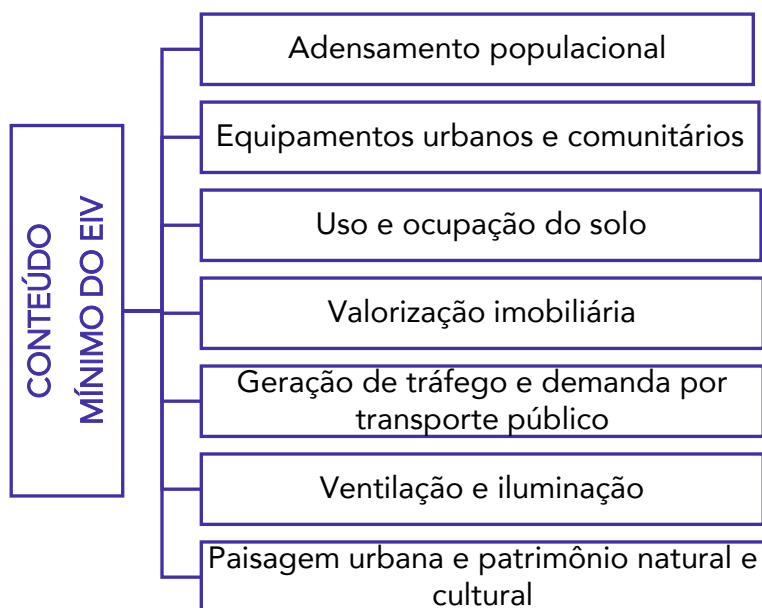 CONTEÚDO
MÍNIMO DO EIV
Adensamento populacional
Equipamentos urbanos e comunitários
Uso e ocupação do solo
Valorização imobiliária
Geração de tráfego e demanda por
transporte público
Ventilação e iluminação
Paisagem urbana e patrimônio natural e
cultural